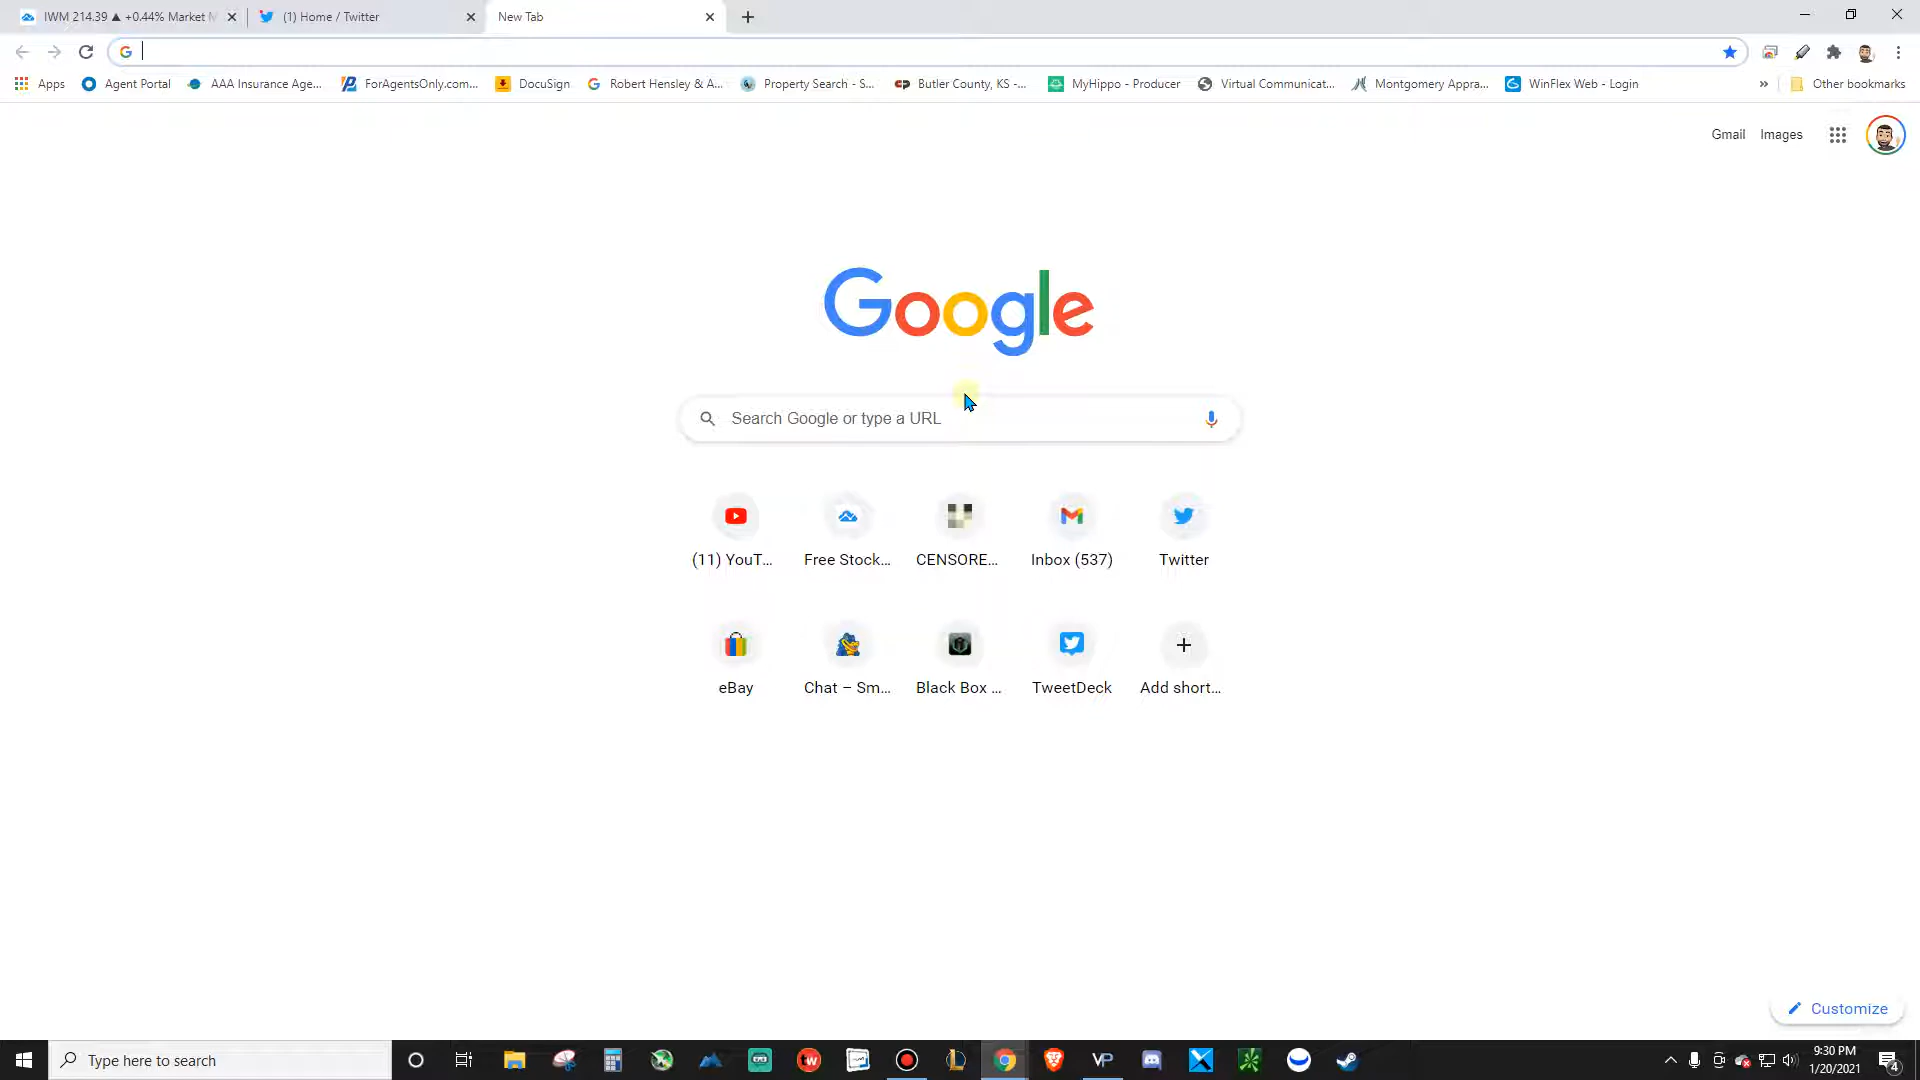 IWM 214.39 ▲ +0.44% Market
(1) Home / Twitter
New Tab
Apps
Agent Portal
AAA Insurance Age...
ForAgentsOnly.com...
DocuSign
Robert Hensley & A...
Property Search - S...
Butler County, KS -...
MyHippo - Producer
Virtual Communicat...
Montgomery Appra...
WinFlex Web - Login
»
Other bookmarks
Gmail
Images
Google
Search Google or type a URL
(11) YouT...
Free Stock...
CENSORE...
Inbox (537)
Twitter
eBay
Chat – Sm...
Black Box ...
TweetDeck
Add short...
Customize
Type here to search
tw
VP
9:30 PM
1/20/2021
4